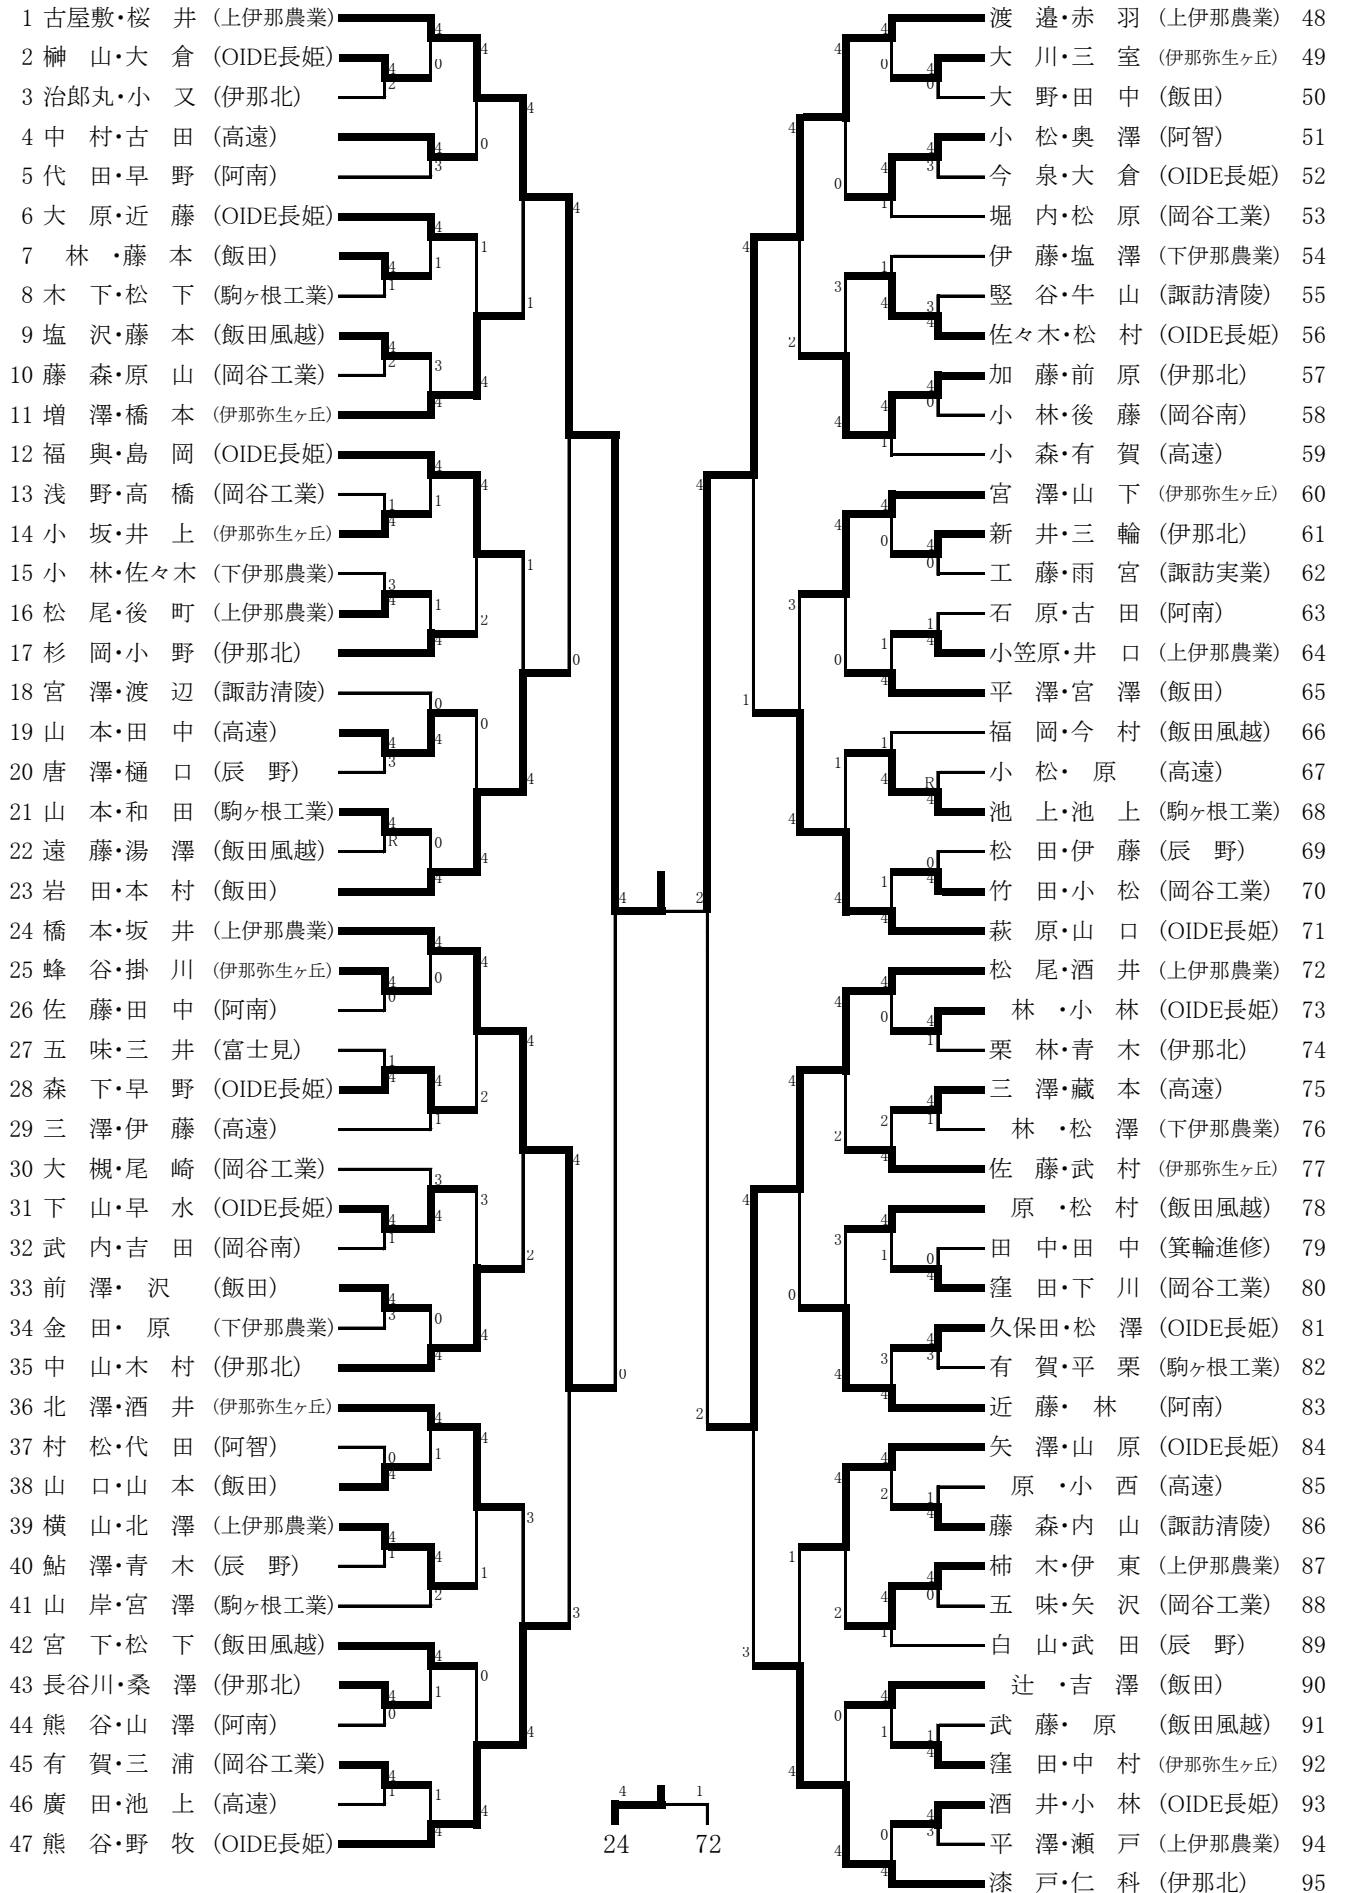 1 古屋敷・桜　井 (上伊那農業)
2 榊　山・大　倉 (OIDE長姫)
3 治郎丸・小　又 (伊那北)
4 中　村・古　田 (高遠)
5 代　田・早　野 (阿南)
6 大　原・近　藤 (OIDE長姫)
7 　林　・藤　本 (飯田)
8 木　下・松　下 (駒ヶ根工業)
9 塩　沢・藤　本 (飯田風越)
10 藤　森・原　山 (岡谷工業)
11 増　澤・橋　本 (伊那弥生ヶ丘)
12 福　與・島　岡 (OIDE長姫)
13 浅　野・高　橋 (岡谷工業)
14 小　坂・井　上 (伊那弥生ヶ丘)
15 小　林・佐々木 (下伊那農業)
16 松　尾・後　町 (上伊那農業)
17 杉　岡・小　野 (伊那北)
18 宮　澤・渡　辺 (諏訪清陵)
19 山　本・田　中 (高遠)
20 唐　澤・樋　口 (辰　野)
21 山　本・和　田 (駒ヶ根工業)
22 遠　藤・湯　澤 (飯田風越)
23 岩　田・本　村 (飯田)
24 橋　本・坂　井 (上伊那農業)
25 蜂　谷・掛　川 (伊那弥生ヶ丘)
26 佐　藤・田　中 (阿南)
27 五　味・三　井 (富士見)
28 森　下・早　野 (OIDE長姫)
29 三　澤・伊　藤 (高遠)
30 大　槻・尾　崎 (岡谷工業)
31 下　山・早　水 (OIDE長姫)
32 武　内・吉　田 (岡谷南)
33 前　澤・　沢　 (飯田)
34 金　田・　原　 (下伊那農業)
35 中　山・木　村 (伊那北)
36 北　澤・酒　井 (伊那弥生ヶ丘)
37 村　松・代　田 (阿智)
38 山　口・山　本 (飯田)
39 横　山・北　澤 (上伊那農業)
40 鮎　澤・青　木 (辰　野)
41 山　岸・宮　澤 (駒ヶ根工業)
42 宮　下・松　下 (飯田風越)
43 長谷川・桑　澤 (伊那北)
44 熊　谷・山　澤 (阿南)
45 有　賀・三　浦 (岡谷工業)
46 廣　田・池　上 (高遠)
47 熊　谷・野　牧 (OIDE長姫)
4 2
4 1
24 72
渡　邉・赤　羽 (上伊那農業) 48
大　川・三　室 (伊那弥生ヶ丘) 49
大　野・田　中 (飯田) 50
小　松・奥　澤 (阿智) 51
今　泉・大　倉 (OIDE長姫) 52
堀　内・松　原 (岡谷工業) 53
伊　藤・塩　澤 (下伊那農業) 54
堅　谷・牛　山 (諏訪清陵) 55
佐々木・松　村 (OIDE長姫) 56
加　藤・前　原 (伊那北) 57
小　林・後　藤 (岡谷南) 58
小　森・有　賀 (高遠) 59
宮　澤・山　下 (伊那弥生ヶ丘) 60
新　井・三　輪 (伊那北) 61
工　藤・雨　宮 (諏訪実業) 62
石　原・古　田 (阿南) 63
小笠原・井　口 (上伊那農業) 64
平　澤・宮　澤 (飯田) 65
福　岡・今　村 (飯田風越) 66
小　松・　原　 (高遠) 67
池　上・池　上 (駒ヶ根工業) 68
松　田・伊　藤 (辰　野) 69
竹　田・小　松 (岡谷工業) 70
萩　原・山　口 (OIDE長姫) 71
松　尾・酒　井 (上伊那農業) 72
　林　・小　林 (OIDE長姫) 73
栗　林・青　木 (伊那北) 74
三　澤・藏　本 (高遠) 75
　林　・松　澤 (下伊那農業) 76
佐　藤・武　村 (伊那弥生ヶ丘) 77
　原　・松　村 (飯田風越) 78
田　中・田　中 (箕輪進修) 79
窪　田・下　川 (岡谷工業) 80
久保田・松　澤 (OIDE長姫) 81
有　賀・平　栗 (駒ヶ根工業) 82
近　藤・　林　 (阿南) 83
矢　澤・山　原 (OIDE長姫) 84
　原　・小　西 (高遠) 85
藤　森・内　山 (諏訪清陵) 86
柿　木・伊　東 (上伊那農業) 87
五　味・矢　沢 (岡谷工業) 88
白　山・武　田 (辰　野) 89
　辻　・吉　澤 (飯田) 90
武　藤・　原　 (飯田風越) 91
窪　田・中　村 (伊那弥生ヶ丘) 92
酒　井・小　林 (OIDE長姫) 93
平　澤・瀬　戸 (上伊那農業) 94
漆　戸・仁　科 (伊那北) 95